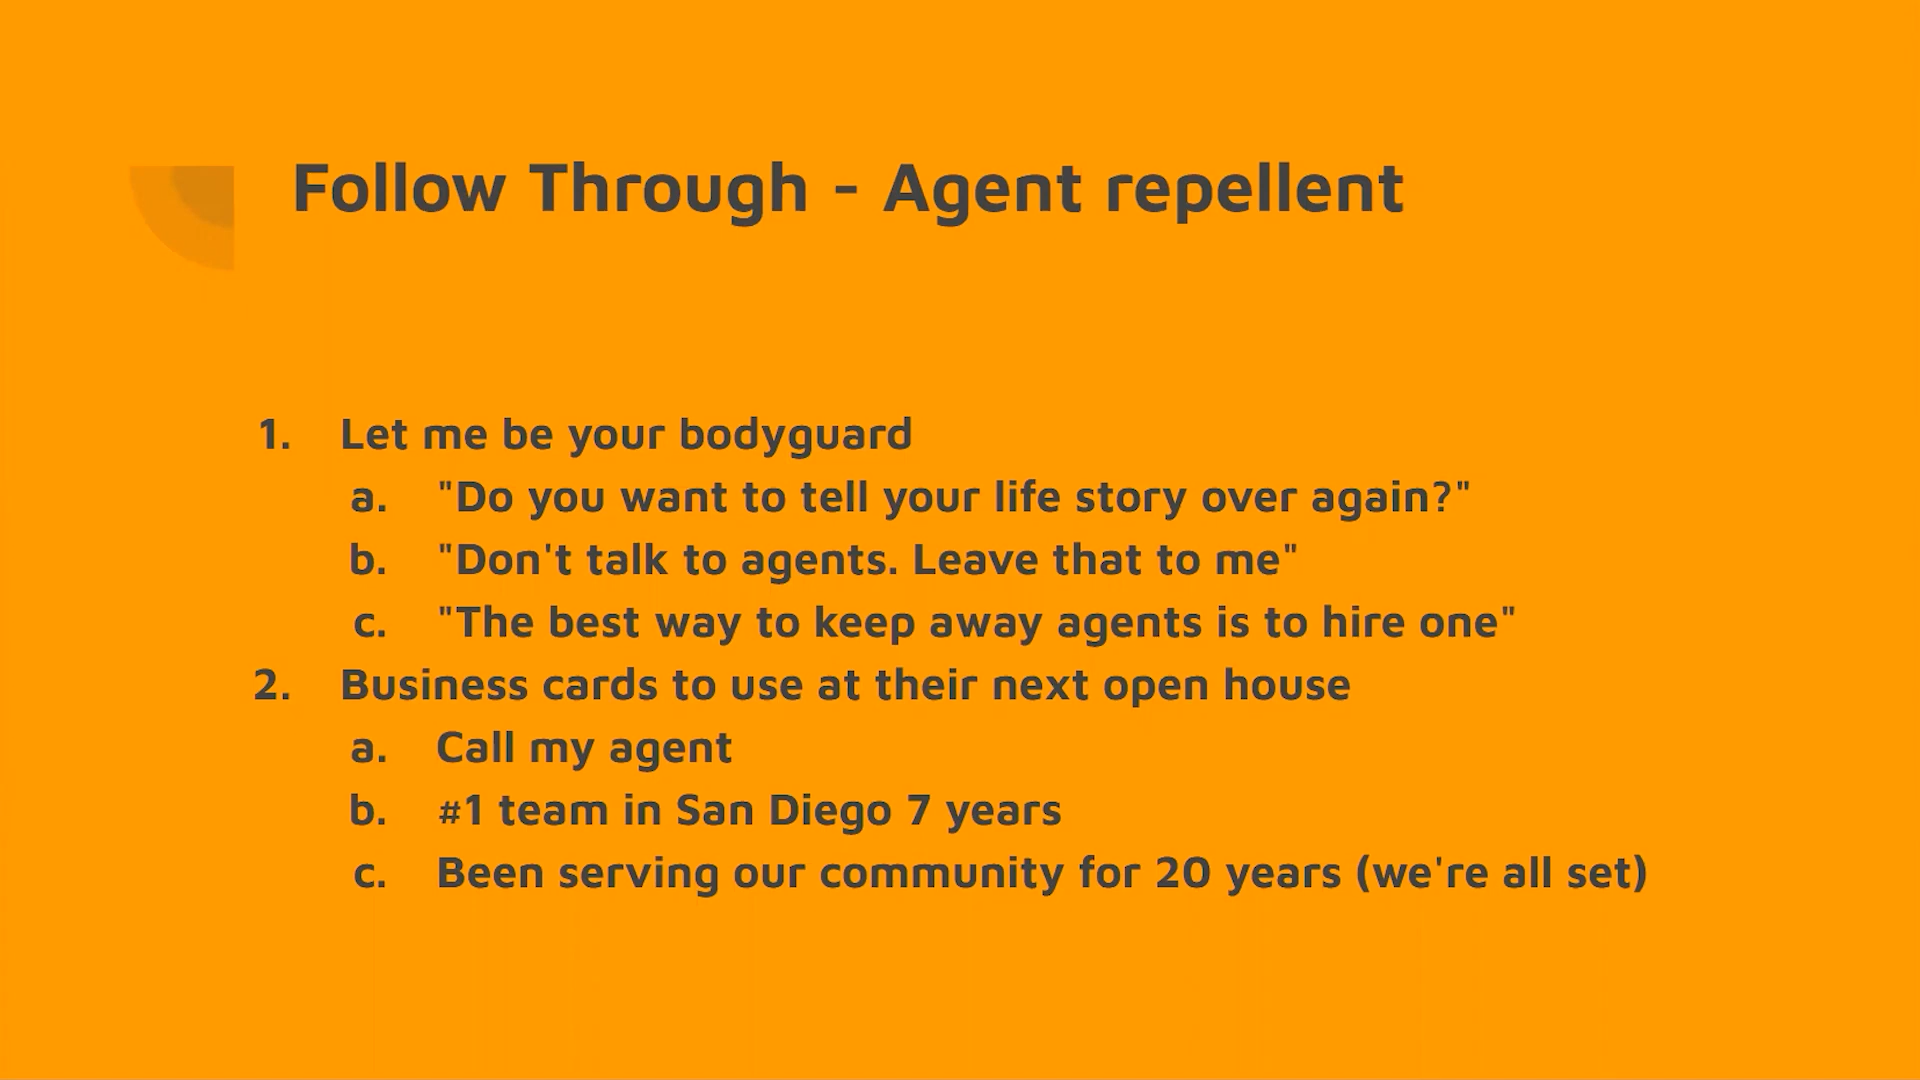 Follow Through - Agent repellent
1. Let me be your bodyguard
a. "Do you want to tell your life story over again?"
b. "Don't talk to agents. Leave that to me"
c. "The best way to keep away agents is to hire one"
2. Business cards to use at their next open house
a. Call my agent
b. #1 team in San Diego 7 years
c. Been serving our community for 20 years (we're all set)